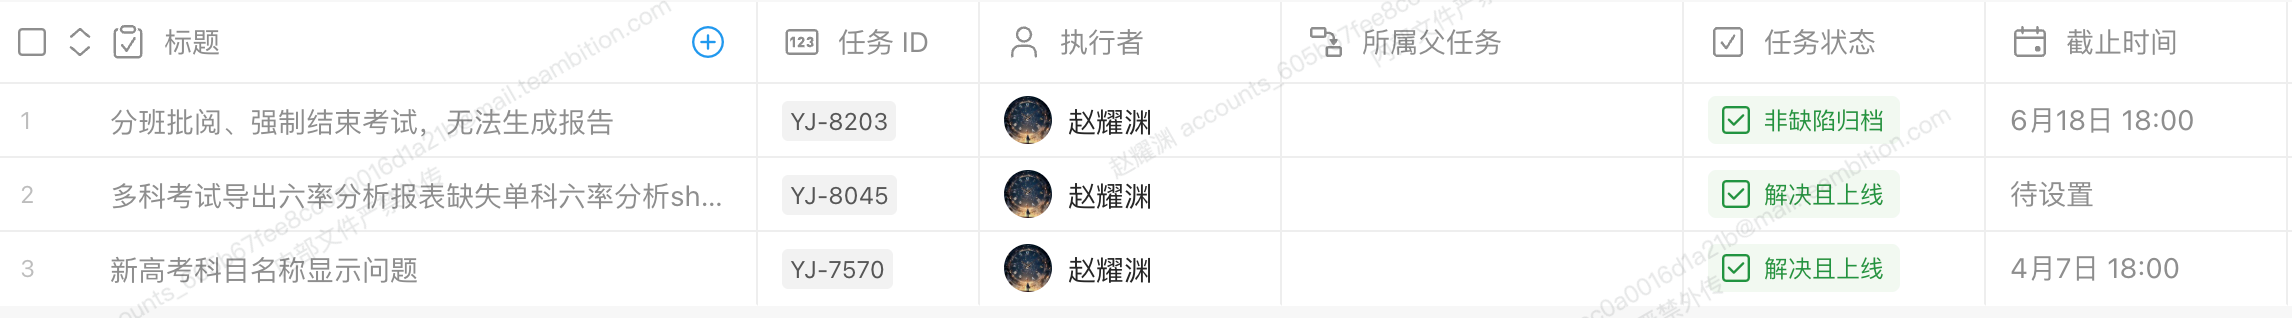 标题 任务 ID 执行者 所属父任务 任务状态 截止时间
1 分班批阅、强制结束考试，无法生成报告 YJ-8203 赵耀渊 非缺陷归档 6月18日 18:00
2 多科考试导出六率分析报表缺失单科六率分析sh... YJ-8045 赵耀渊 解决且上线 待设置
3 新高考科目名称显示问题 YJ-7570 赵耀渊 解决且上线 4月7日 18:00